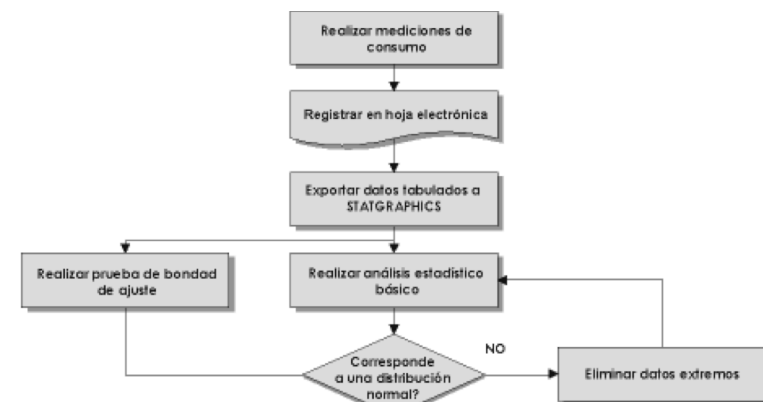 Realizar mediciones de
consumo
Registrar en hoja electrónica
Exportar datos tabulados a
STATGRAPHICS
Realizar prueba de bondad
de ajuste
Realizar análisis estadístico
básico
NO
Corresponde
a una distribución
normal?
Eliminar datos extremos